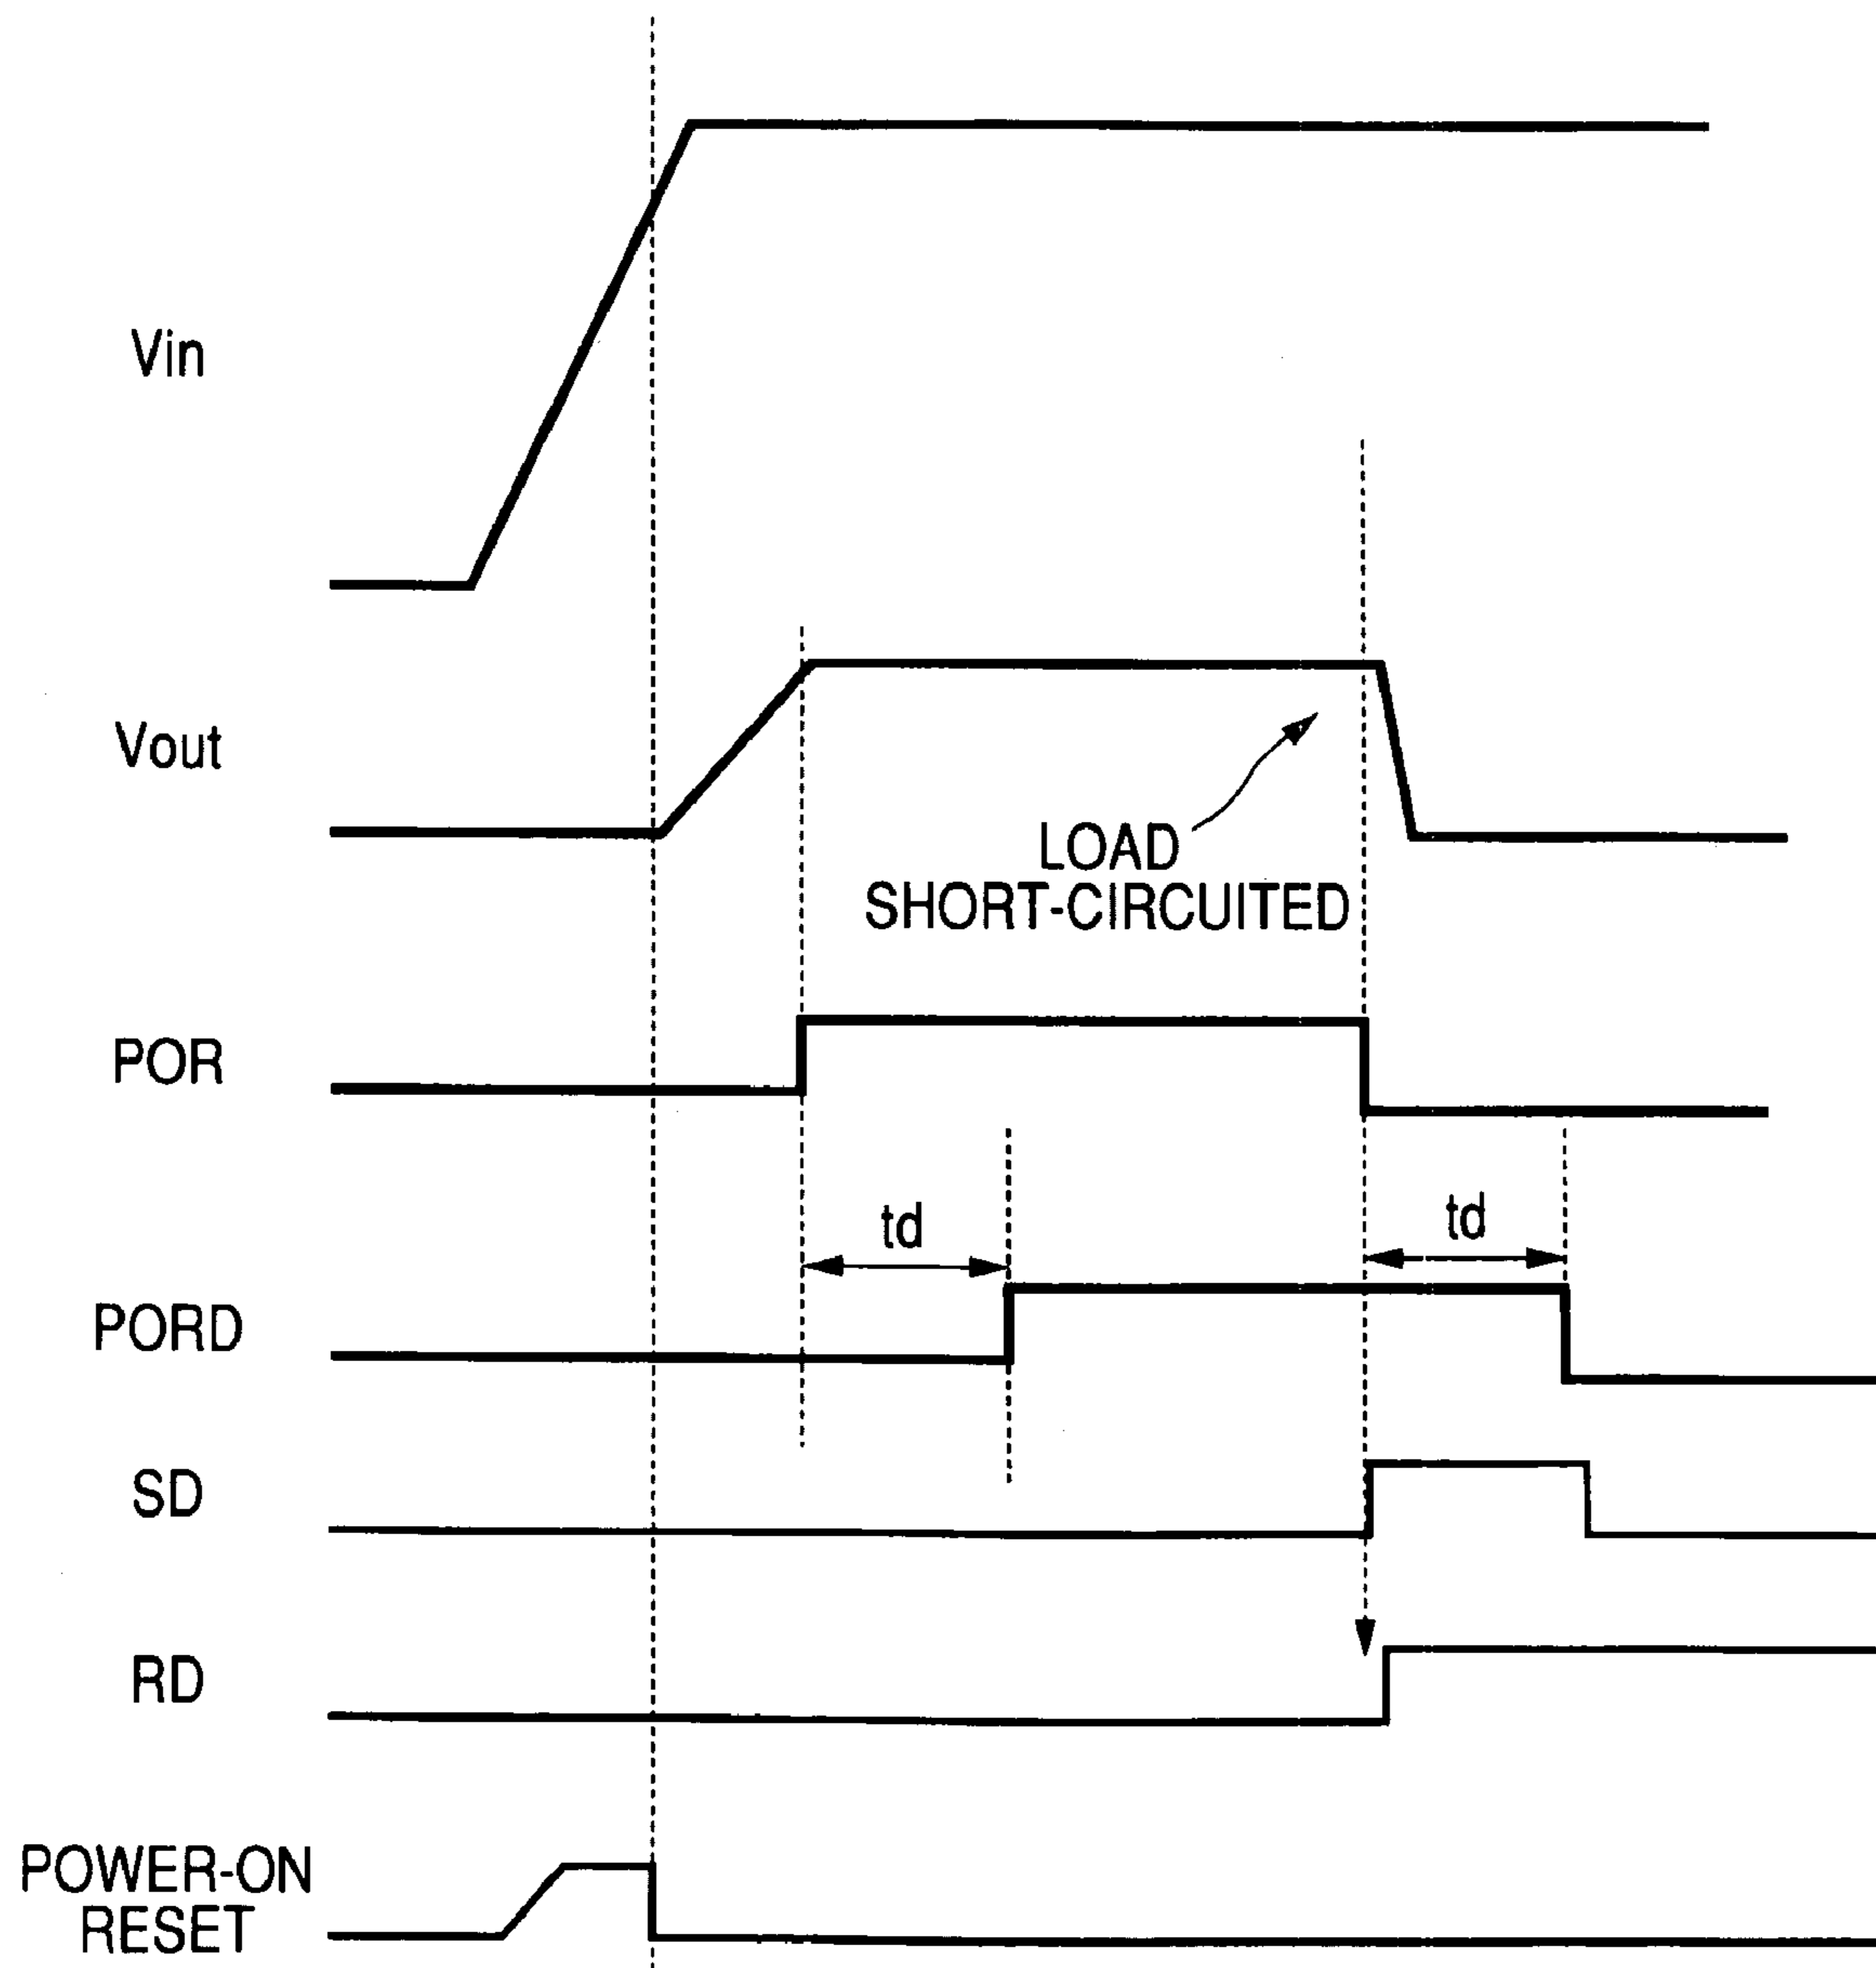 Vin
Vout
LOAD
SHORT-CIRCUITED
POR
td
td
PORD
SD
RD
POWER-ON
RESET